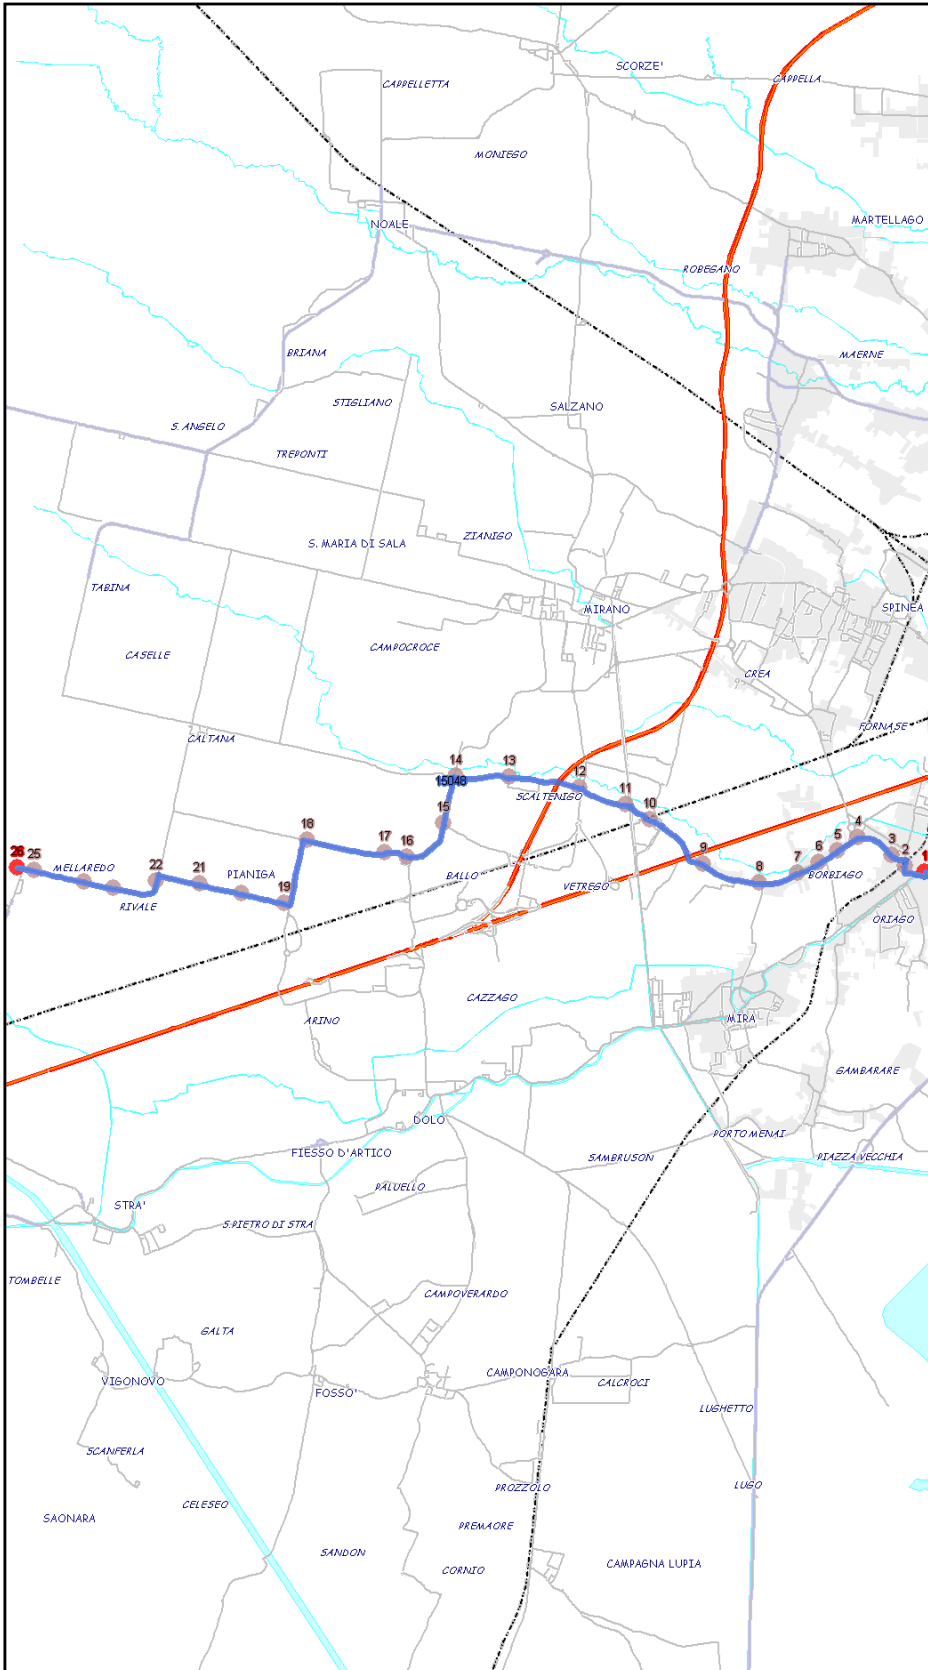 SCORZE'
CAPPELLA
CAPPELLETTA
MONIEGO
MARTELLAGO
NOALE
ROBEGANO
BRIANA
MAERNE
STIGLIANO
SALZANO
S. ANGELO
TREPONTI
ZIANIGO
S. MARIA DI SALA
TABINA
MIRANO
SPINEA
CAMPOCROCE
CASELLE
CREA
FORNASE
CALTANA
14
13
15048
12
SCALTENIGO
11
10
15
18
17
16
4
5
3
2
6
1
26
25
MELLAREDO
22
21
PIANIGA
19
BALLO
9
8
7
BORBIAGO
VETREGO
RIVALE
ORIAGO
CAZZAGO
ARINO
MIRA
GAMBARARE
DOLO
PORTO MENAI
FIESSO D'ARTICO
SAMBRUSON
PIAZZA VECCHIA
PALUELLO
STRA'
S.PIETRO DI STRA
TOMBELLE
CAMPOVERARDO
GALTA
VIGONOVO
FOSSO'
CAMPONOGARA
CALCROCI
LUGHETTO
SCANFERLA
PROZZOLO
LUGO
CELESEO
SAONARA
PREMAORE
SANDON
CORNIO
CAMPAGNA LUPIA